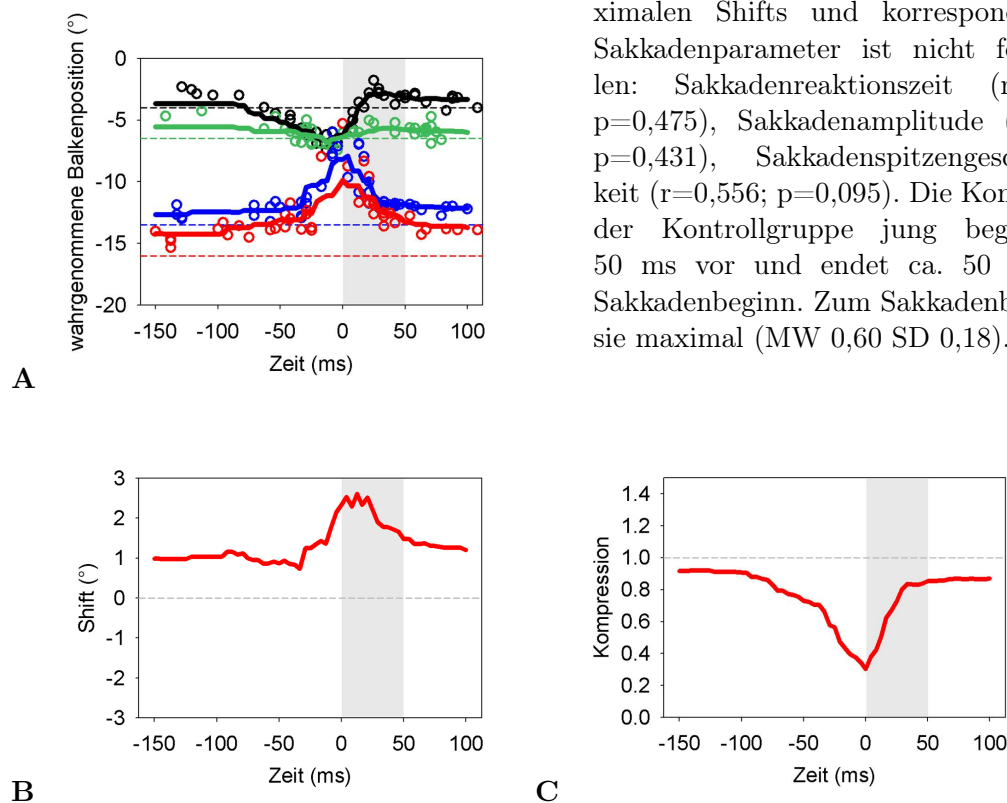 wahrgenommene Balkenposition (°)
0
-5
-10
-15
-20
-150 -100 -50 0 50 100
Zeit (ms)
A
ximalen Shifts und korrespon
Sakkadenparameter ist nicht f
len: Sakkadenreaktionszeit (
p=0,475), Sakkadenamplitude
p=0,431), Sakkadenspitzenges
keit (r=0,556; p=0,095). Die Kon
der Kontrollgruppe jung beg
50 ms vor und endet ca. 50
Sakkadenbeginn. Zum Sakkadenb
sie maximal (MW 0,60 SD 0,18).
Shift (°)
3
2
1
0
-1
-2
-3
-150 -100 -50 0 50 100
Zeit (ms)
B
Kompression
1.4
1.2
1.0
0.8
0.6
0.4
0.2
0.0
-150 -100 -50 0 50 100
Zeit (ms)
C